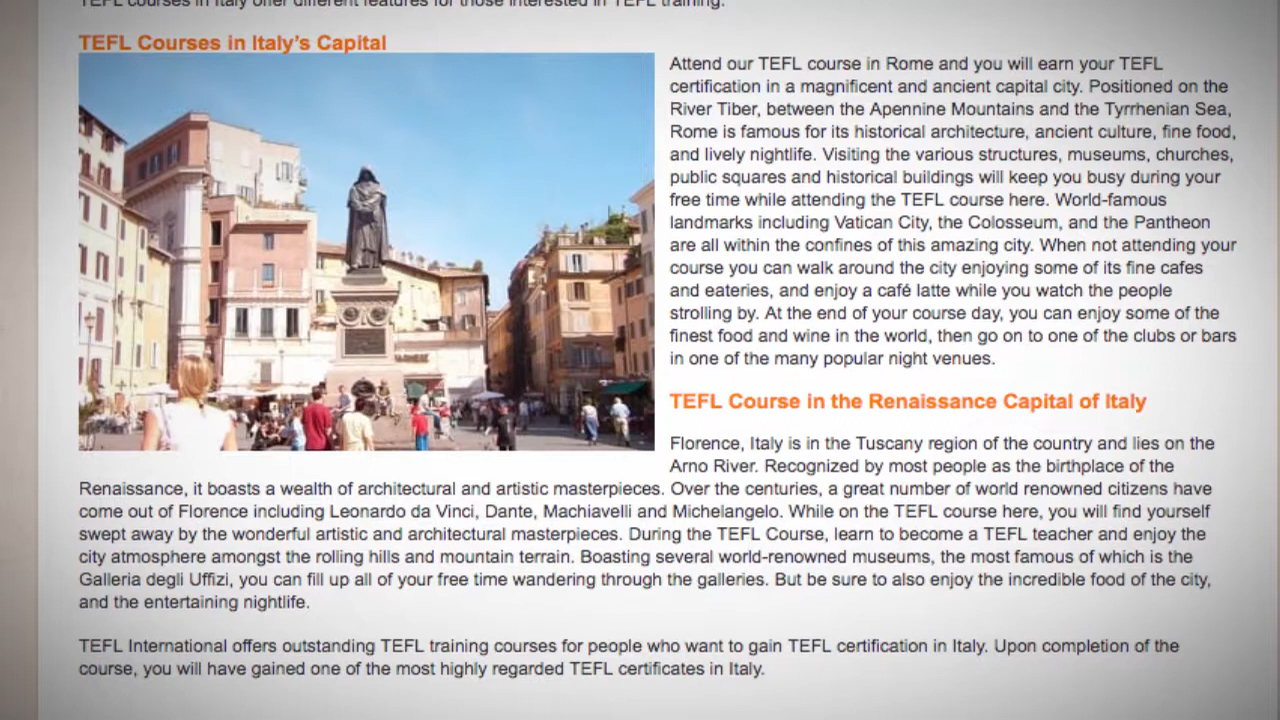 TEFL courses in Italy offer different features for those interested in TEFL training.
TEFL Courses in Italy's Capital
Attend our TEFL course in Rome and you will earn your TEFL
certification in a magnificent and ancient capital city. Positioned on the
River Tiber, between the Apennine Mountains and the Tyrrhenian Sea,
Rome is famous for its historical architecture, ancient culture, fine food,
and lively nightlife. Visiting the various structures, museums, churches,
public squares and historical buildings will keep you busy during your
free time while attending the TEFL course here. World-famous
landmarks including Vatican City, the Colosseum, and the Pantheon
are all within the confines of this amazing city. When not attending your
course you can walk around the city enjoying some of its fine cafes
and eateries, and enjoy a café latte while you watch the people
strolling by. At the end of your course day, you can enjoy some of the
finest food and wine in the world, then go on to one of the clubs or bars
in one of the many popular night venues.
TEFL Course in the Renaissance Capital of Italy
Florence, Italy is in the Tuscany region of the country and lies on the
Arno River. Recognized by most people as the birthplace of the
Renaissance, it boasts a wealth of architectural and artistic masterpieces. Over the centuries, a great number of world renowned citizens have
come out of Florence including Leonardo da Vinci, Dante, Machiavelli and Michelangelo. While on the TEFL course here, you will find yourself
swept away by the wonderful artistic and architectural masterpieces. During the TEFL Course, learn to become a TEFL teacher and enjoy the
city atmosphere amongst the rolling hills and mountain terrain. Boasting several world-renowned museums, the most famous of which is the
Galleria degli Uffizi, you can fill up all of your free time wandering through the galleries. But be sure to also enjoy the incredible food of the city,
and the entertaining nightlife.
TEFL International offers outstanding TEFL training courses for people who want to gain TEFL certification in Italy. Upon completion of the
course, you will have gained one of the most highly regarded TEFL certificates in Italy.